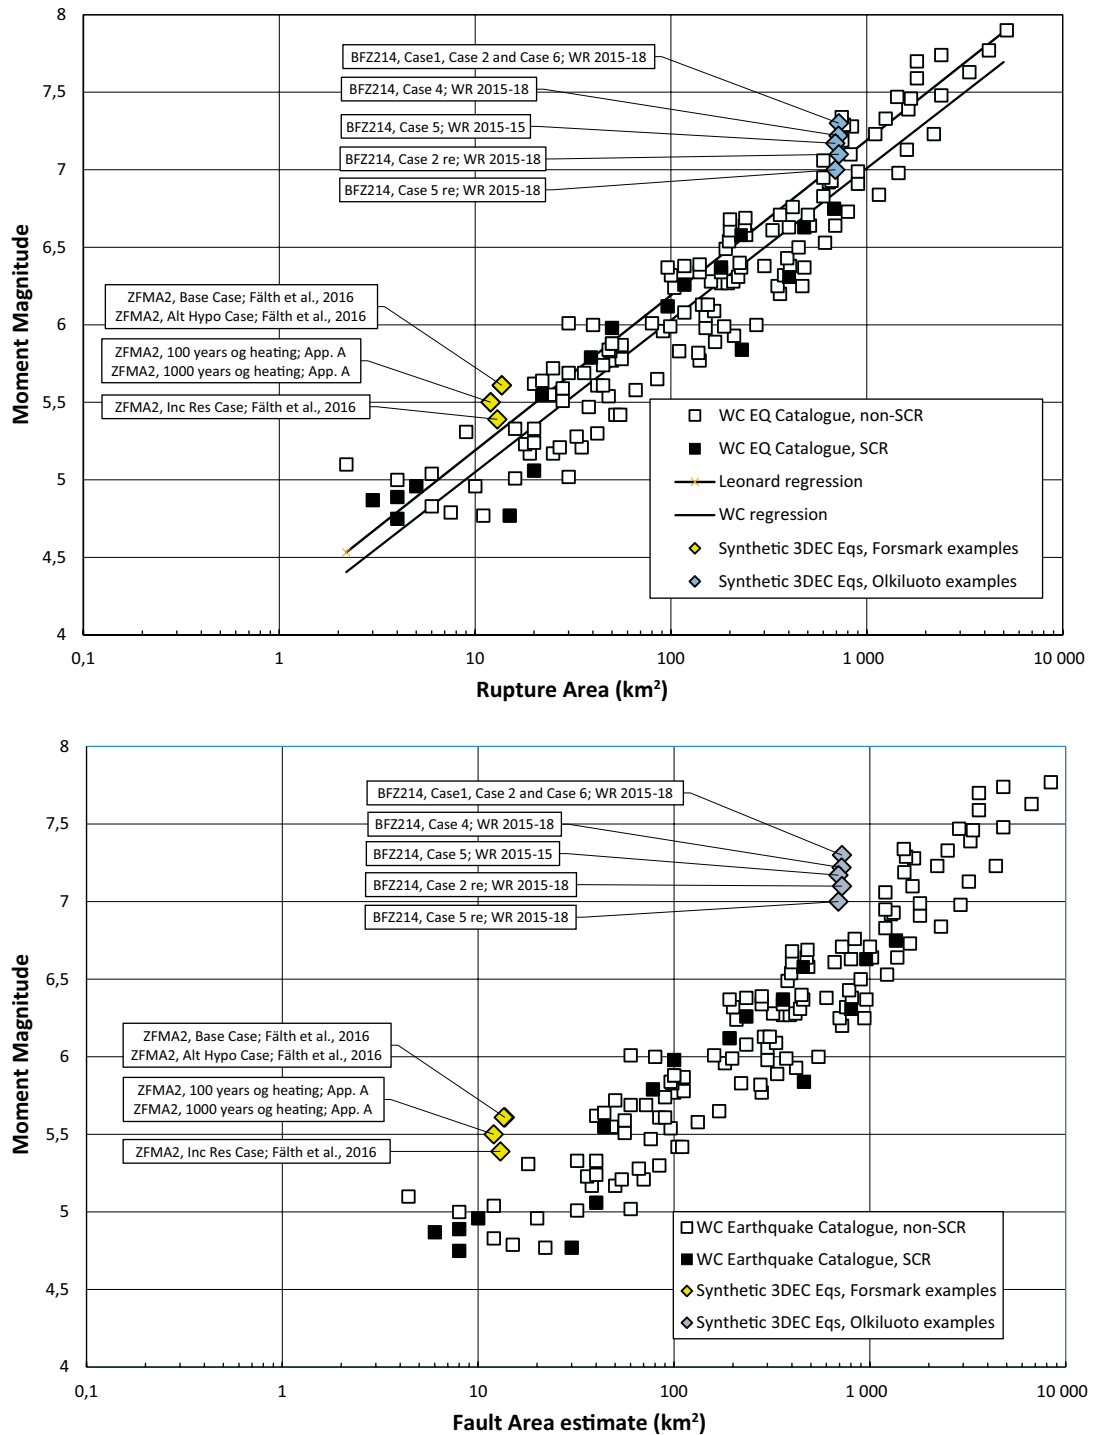 8
7,5
7
6,5
6
5,5
5
4,5
4
Moment Magnitude
BFZ214, Case1, Case 2 and Case 6; WR 2015-18
BFZ214, Case 4; WR 2015-18
BFZ214, Case 5; WR 2015-15
BFZ214, Case 2 re; WR 2015-18
BFZ214, Case 5 re; WR 2015-18
ZFMA2, Base Case; Fälth et al., 2016
ZFMA2, Alt Hypo Case; Fälth et al., 2016
ZFMA2, 100 years og heating; App. A
ZFMA2, 1000 years og heating; App. A
ZFMA2, Inc Res Case; Fälth et al., 2016
WC EQ Catalogue, non-SCR
WC EQ Catalogue, SCR
Leonard regression
WC regression
Synthetic 3DEC Eqs, Forsmark examples
Synthetic 3DEC Eqs, Olkiluoto examples
0,1 1 10 100 1 000 10 000
Rupture Area (km²)
8
7,5
7
6,5
6
5,5
5
4,5
4
Moment Magnitude
BFZ214, Case1, Case 2 and Case 6; WR 2015-18
BFZ214, Case 4; WR 2015-18
BFZ214, Case 5; WR 2015-15
BFZ214, Case 2 re; WR 2015-18
BFZ214, Case 5 re; WR 2015-18
ZFMA2, Base Case; Fälth et al., 2016
ZFMA2, Alt Hypo Case; Fälth et al., 2016
ZFMA2, 100 years og heating; App. A
ZFMA2, 1000 years og heating; App. A
ZFMA2, Inc Res Case; Fälth et al., 2016
WC Earthquake Catalogue, non-SCR
WC Earthquake Catalogue, SCR
Synthetic 3DEC Eqs, Forsmark examples
Synthetic 3DEC Eqs, Olkiluoto examples
0,1 1 10 100 1 000 10 000
Fault Area estimate (km²)